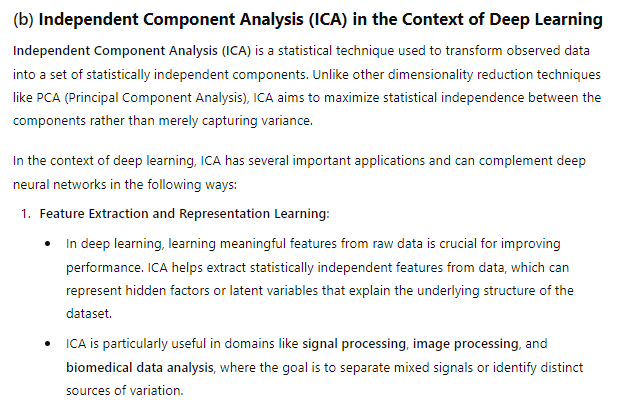 (b) Independent Component Analysis (ICA) in the Context of Deep Learning
Independent Component Analysis (ICA) is a statistical technique used to transform observed data
into a set of statistically independent components. Unlike other dimensionality reduction techniques
like PCA (Principal Component Analysis), ICA aims to maximize statistical independence between the
components rather than merely capturing variance.
In the context of deep learning, ICA has several important applications and can complement deep
neural networks in the following ways:
1. Feature Extraction and Representation Learning:
• In deep learning, learning meaningful features from raw data is crucial for improving
performance. ICA helps extract statistically independent features from data, which can
represent hidden factors or latent variables that explain the underlying structure of the
dataset.
• ICA is particularly useful in domains like signal processing, image processing, and
biomedical data analysis, where the goal is to separate mixed signals or identify distinct
sources of variation.